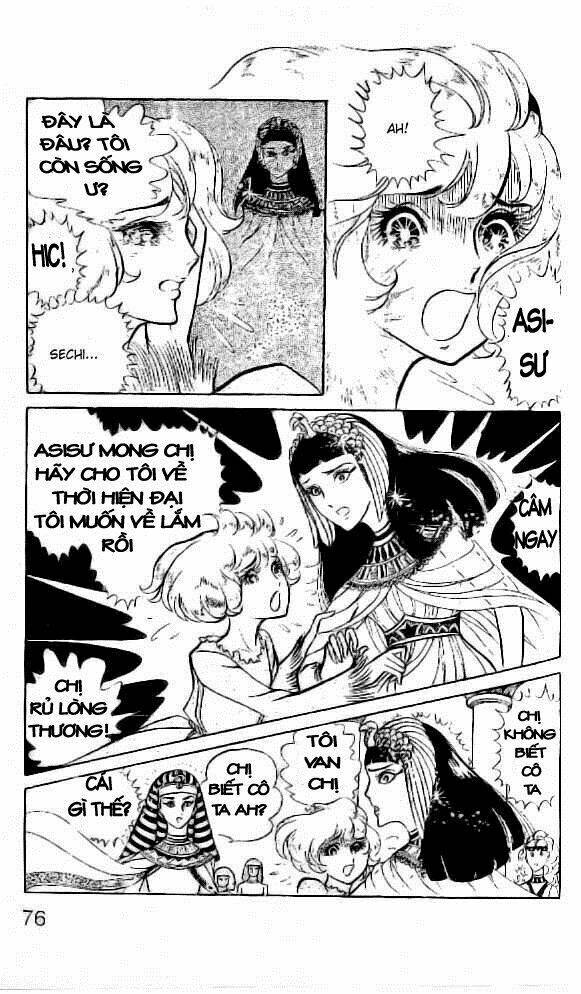 ĐÂY LÀ
ĐÂU? TÔI
CÒN SỐNG
Ư?
HIC!
SECHI...
AH!
ASI-
SƯ
ASISƯ MONG CHỊ
HÃY CHO TÔI VỀ
THỜI HIỆN ĐẠI
TÔI MUỐN VỀ LẮM
RỒI
CÂM
NGAY
CHỊ
RỦ LÒNG
THƯƠNG!
CÁI
GÌ THẾ?
CHỊ
BIẾT CÔ
TA AH?
TÔI
VAN
CHỊ
CHỊ
KHÔNG
BIẾT
CÔ
TA
76